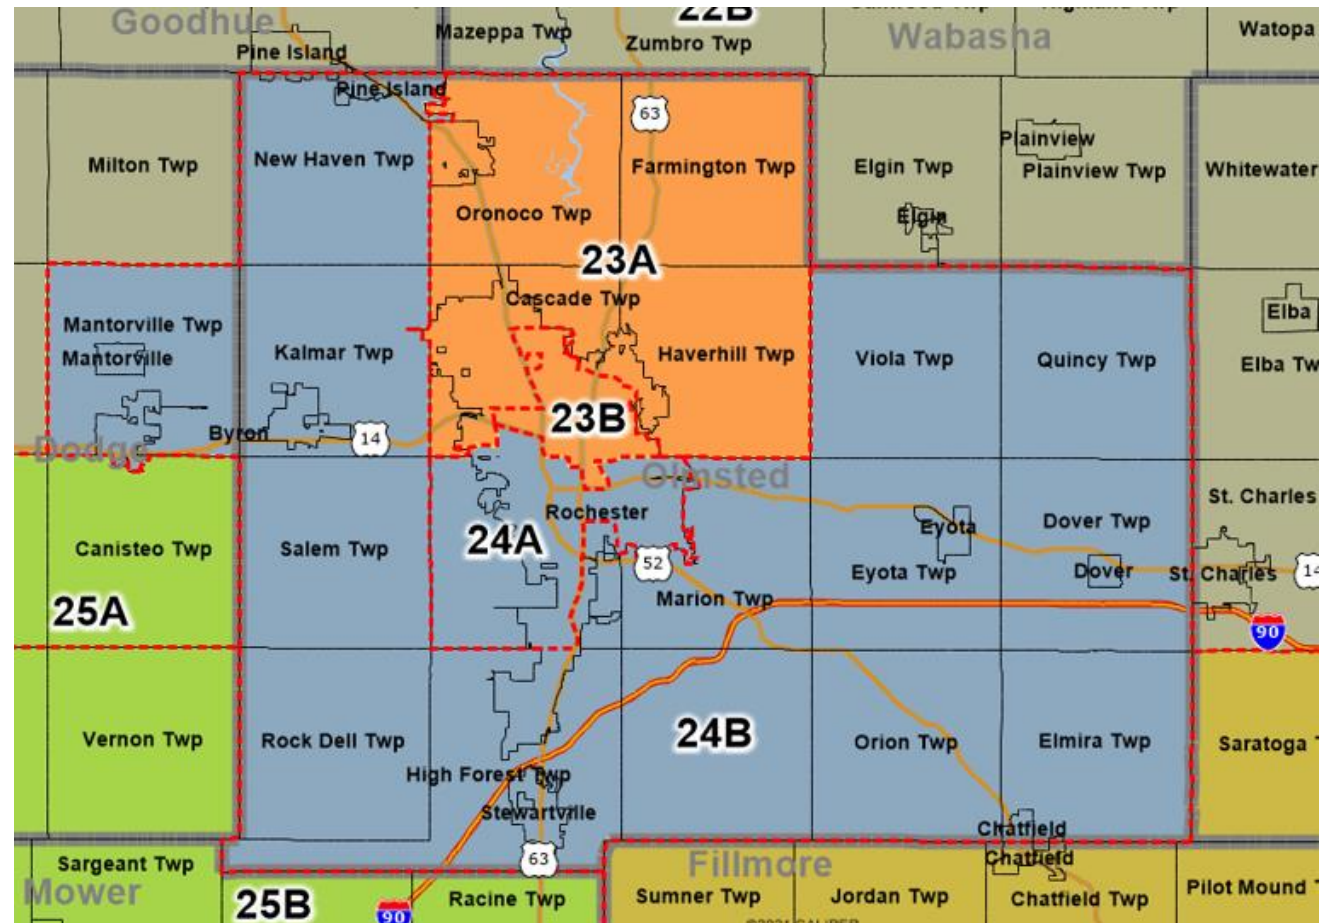 22B
Goodhue
Mazeppa Twp
Zumbro Twp
Wabasha
Watopa
Pine Island
Pine Island
63
Plainview
Milton Twp
New Haven Twp
Farmington Twp
Elgin Twp
Plainview Twp
Whitewater
Oronoco Twp
Elgin
23A
Cascade Twp
Elba
Mantorville Twp
Mantorville
Kalmar Twp
Haverhill Twp
Viola Twp
Quincy Twp
Elba Tw
23B
Byron
14
Dodge
Olmsted
St. Charles
Rochester
Eyota
Dover Twp
24A
Canisteo Twp
Salem Twp
52
Eyota Twp
Dover
St. Charles
14
Marion Twp
25A
90
24B
Vernon Twp
Rock Dell Twp
Orion Twp
Elmira Twp
Saratoga
High Forest Twp
Stewartville
Chatfield
Sargeant Twp
63
Fillmore
Chatfield
Mower
25B
90
Racine Twp
Sumner Twp
Jordan Twp
Chatfield Twp
Pilot Mound